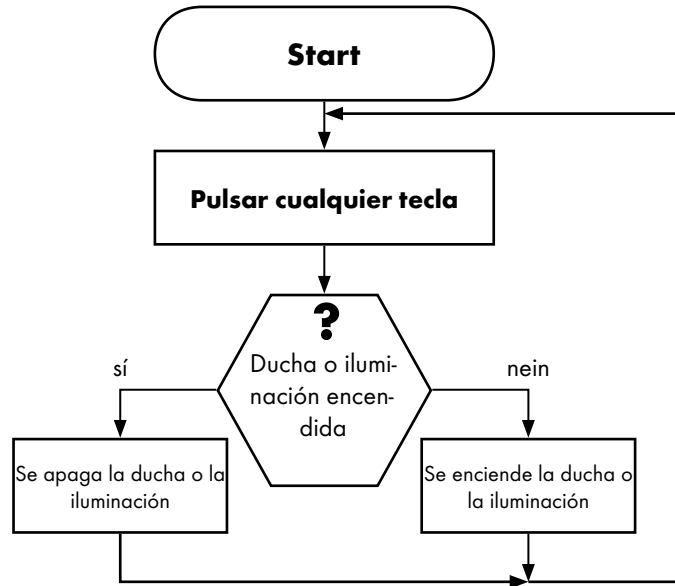 Start
Pulsar cualquier tecla
?
Ducha o ilumi-
nación encen-
dida
sí
nein
Se apaga la ducha o la
iluminación
Se enciende la ducha o
la iluminación